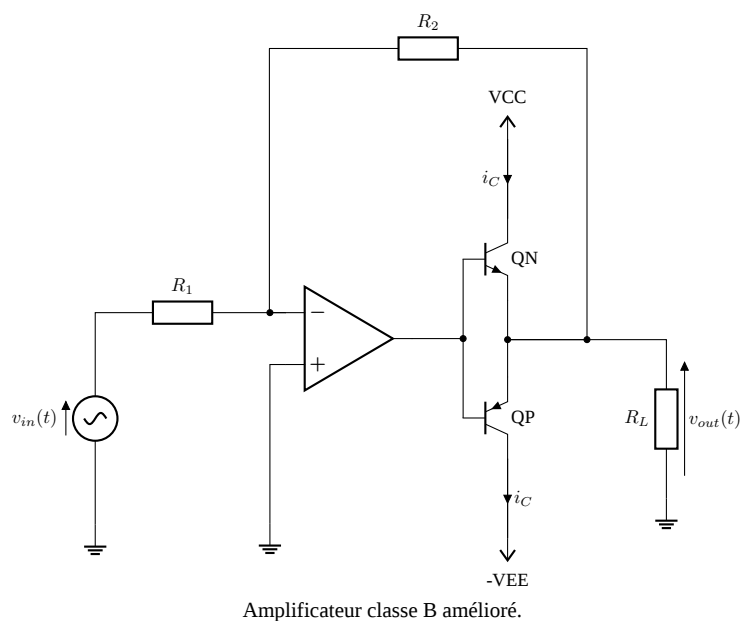 R2
VCC
iC
QN
R1
−
+
vin(t)
QP
RL
vout(t)
iC
-VEE
Amplificateur classe B amélioré.